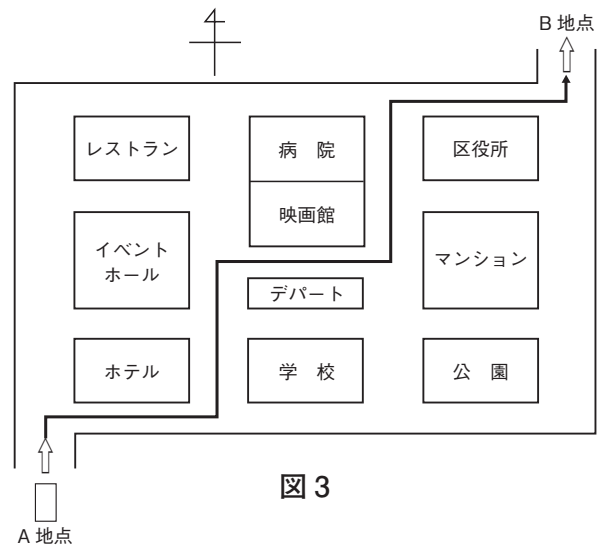 B 地点
レストラン
病 院
区役所
映画館
イベント
ホール
マンション
デパート
ホテル
学 校
公 園
図 3
A 地点